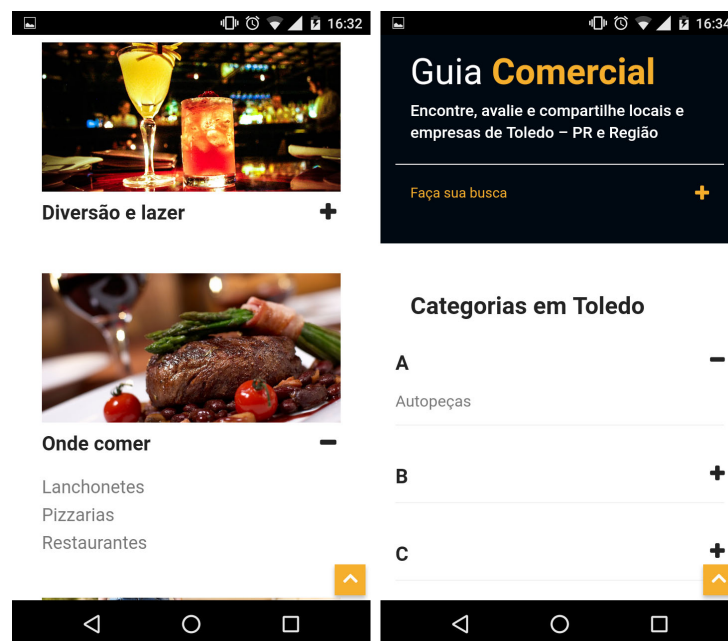 16:32
Diversão e lazer
Onde comer
Lanchonetes
Pizzarias
Restaurantes
16:34
Guia Comercial
Encontre, avalie e compartilhe locais e
empresas de Toledo – PR e Região
Faça sua busca
Categorias em Toledo
A
Autopeças
B
C